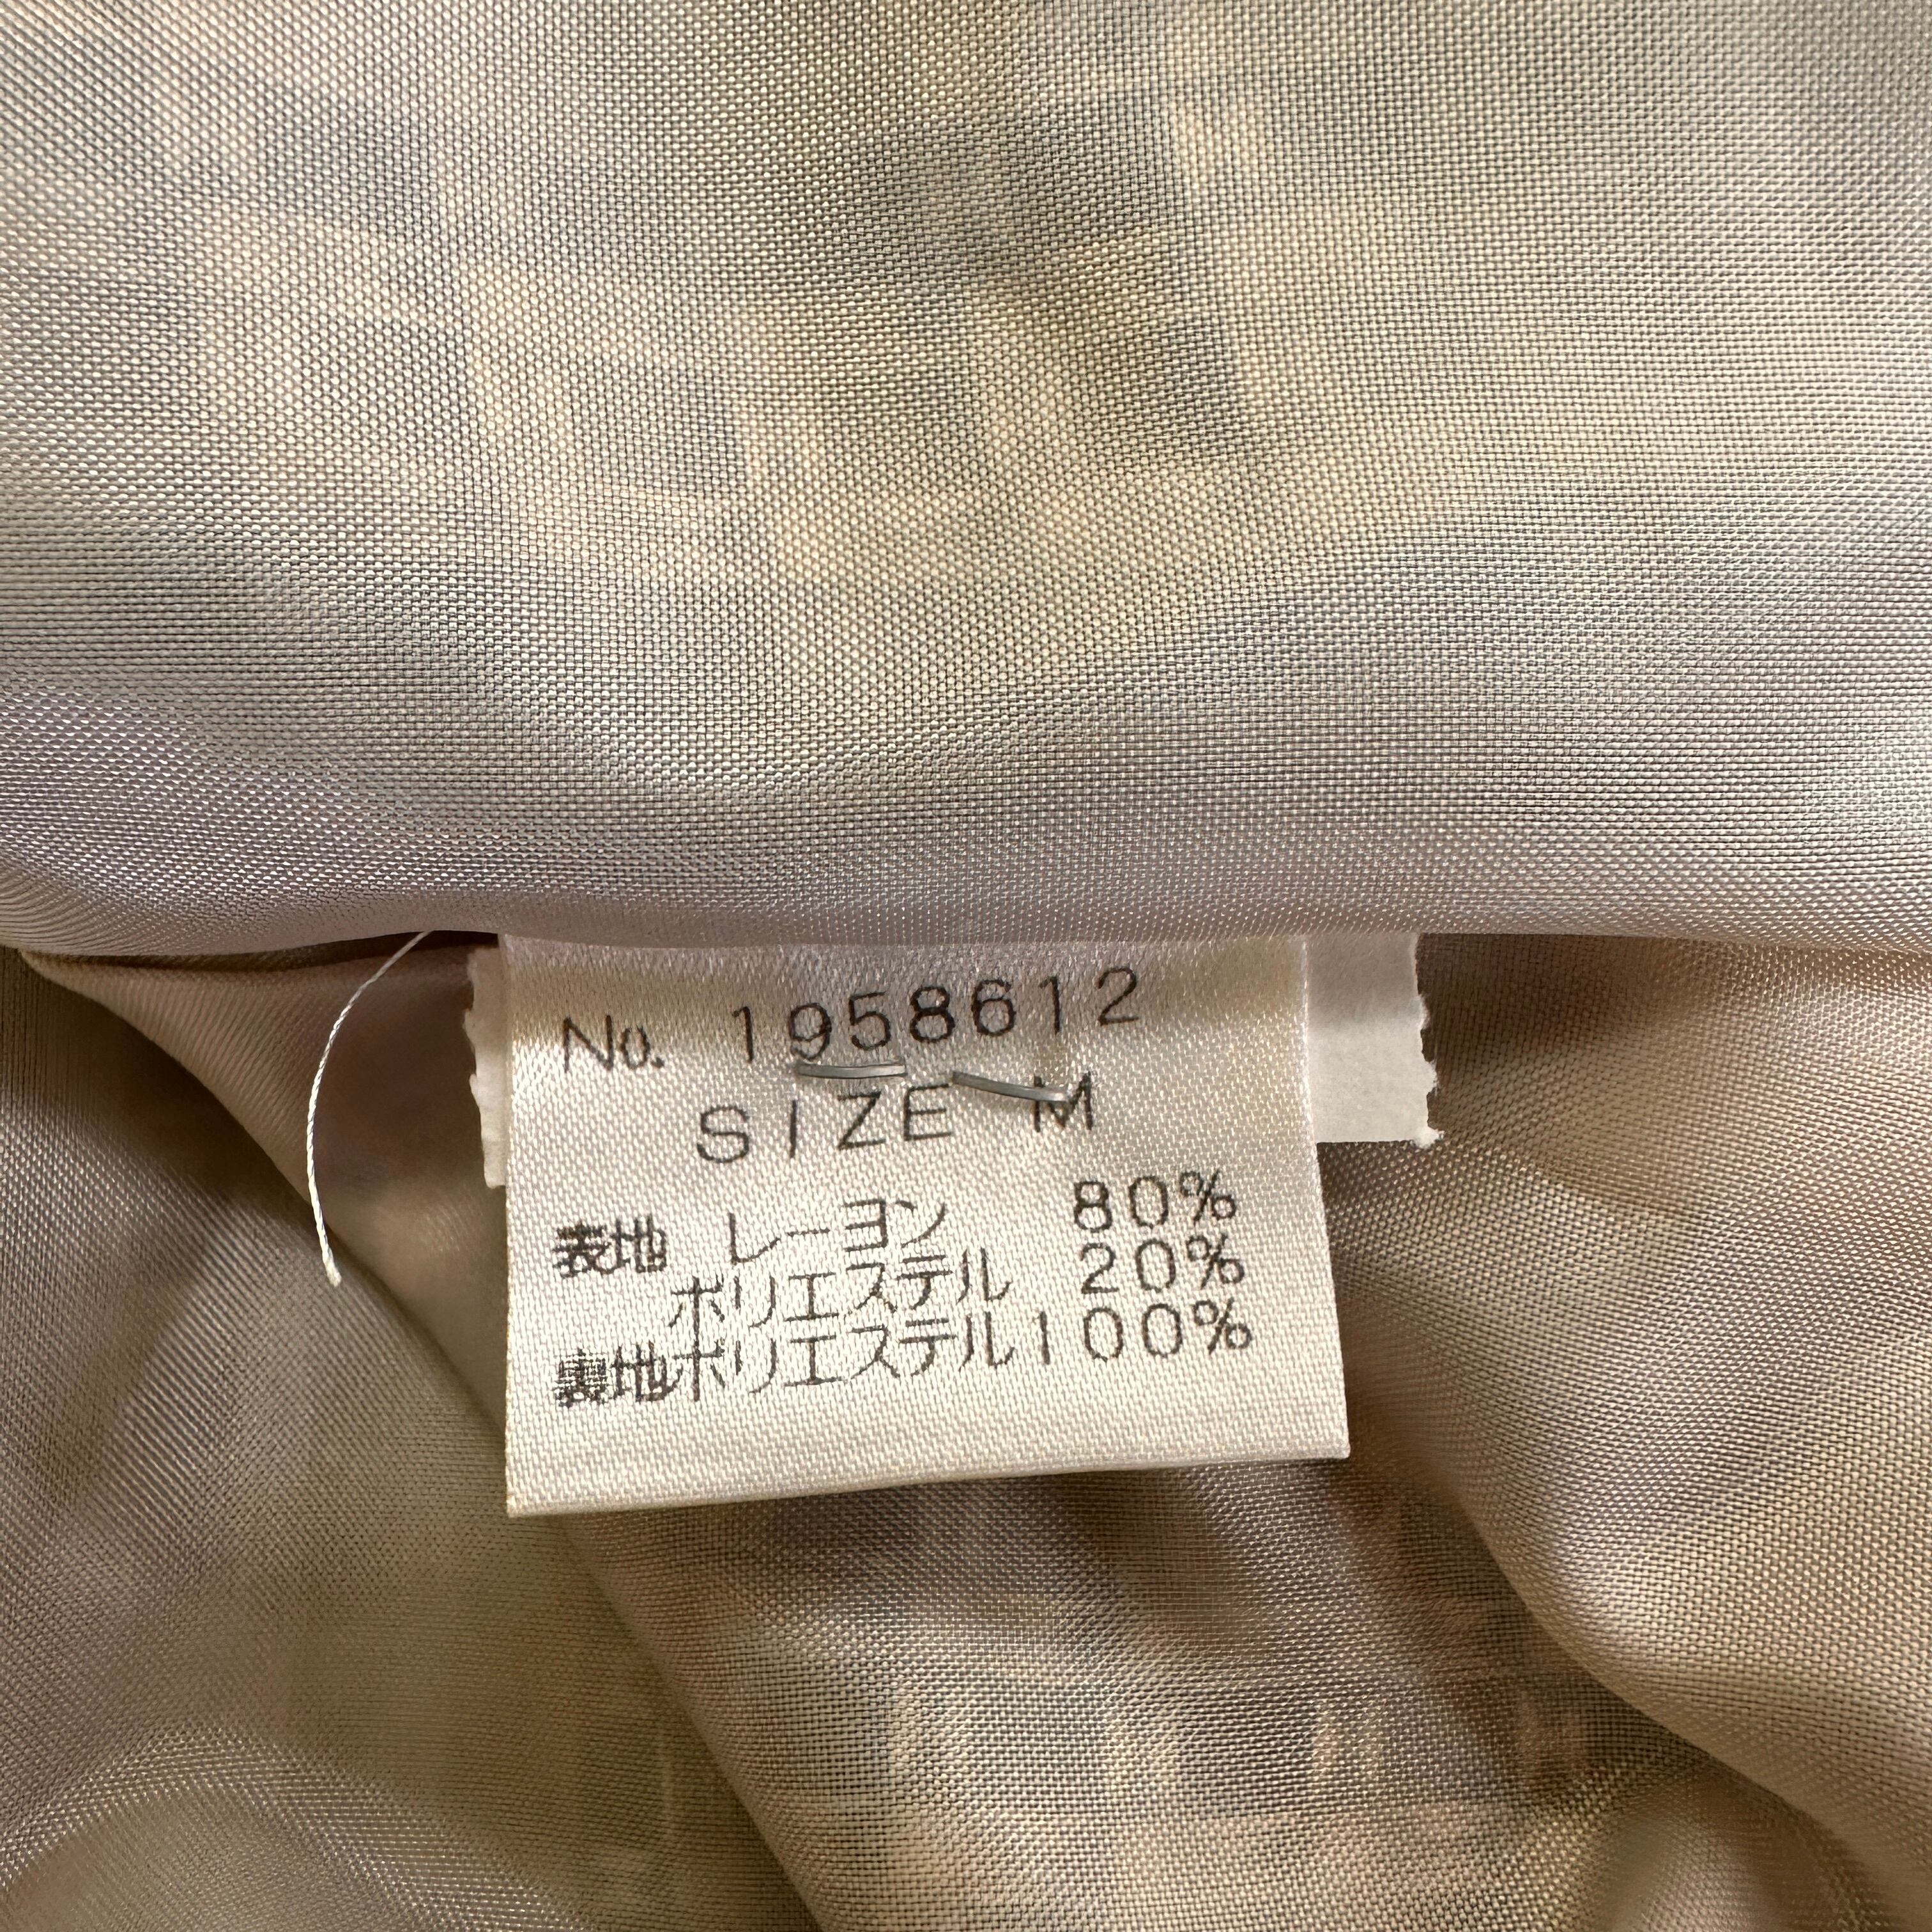 No. 1958612
SIZE M
表地 レーヨン 80%
ポリエステル 20%
裏地ポリエステル100%